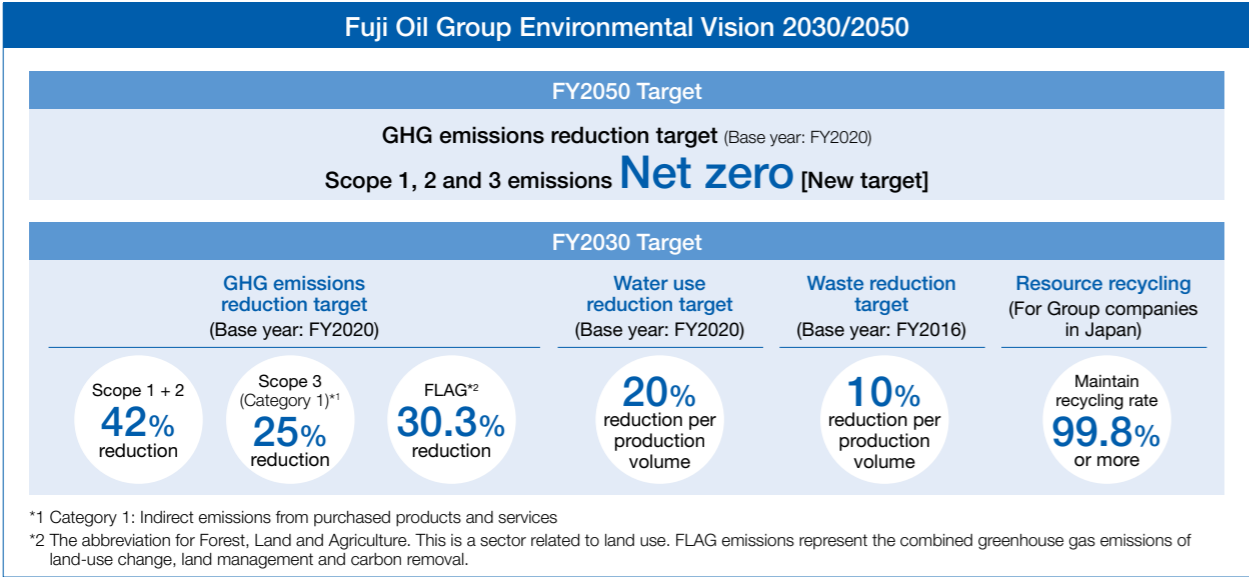 Fuji Oil Group Environmental Vision 2030/2050
FY2050 Target
GHG emissions reduction target (Base year: FY2020)
Scope 1, 2 and 3 emissions Net zero [New target]
FY2030 Target
GHG emissions
reduction target
(Base year: FY2020)
Scope 1 + 2
42%
reduction
Scope 3
(Category 1)*1
25%
reduction
FLAG*2
30.3%
reduction
Water use
reduction target
(Base year: FY2020)
20%
reduction per
production
volume
Waste reduction
target
(Base year: FY2016)
10%
reduction per
production
volume
Resource recycling
(For Group companies
in Japan)
Maintain
recycling rate
99.8%
or more
*1 Category 1: Indirect emissions from purchased products and services
*2 The abbreviation for Forest, Land and Agriculture. This is a sector related to land use. FLAG emissions represent the combined greenhouse gas emissions of
land-use change, land management and carbon removal.